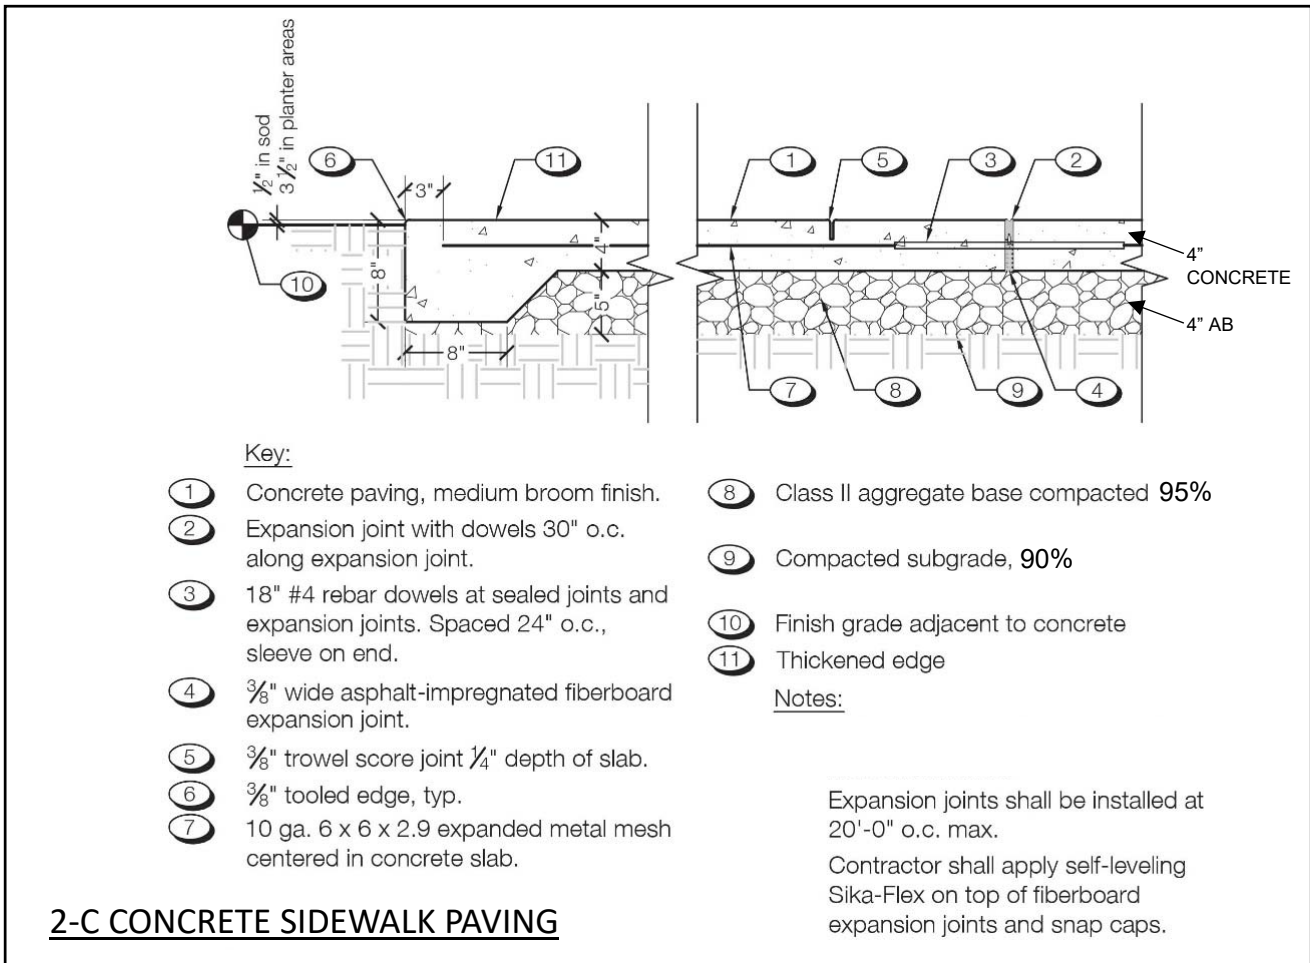 ½" in sod
3 ½" in planter areas
6
11
1
5
3
2
3"
8"
4"
5"
8"
10
4"
CONCRETE
4" AB
7
8
9
4
Key:
1 Concrete paving, medium broom finish.
2 Expansion joint with dowels 30" o.c.
along expansion joint.
3 18" #4 rebar dowels at sealed joints and
expansion joints. Spaced 24" o.c.,
sleeve on end.
4 ⅜" wide asphalt-impregnated fiberboard
expansion joint.
5 ⅜" trowel score joint ¼" depth of slab.
6 ⅜" tooled edge, typ.
7 10 ga. 6 x 6 x 2.9 expanded metal mesh
centered in concrete slab.
8 Class II aggregate base compacted 95%
9 Compacted subgrade, 90%
10 Finish grade adjacent to concrete
11 Thickened edge
Notes:
Expansion joints shall be installed at
20'-0" o.c. max.
Contractor shall apply self-leveling
Sika-Flex on top of fiberboard
expansion joints and snap caps.
2-C CONCRETE SIDEWALK PAVING